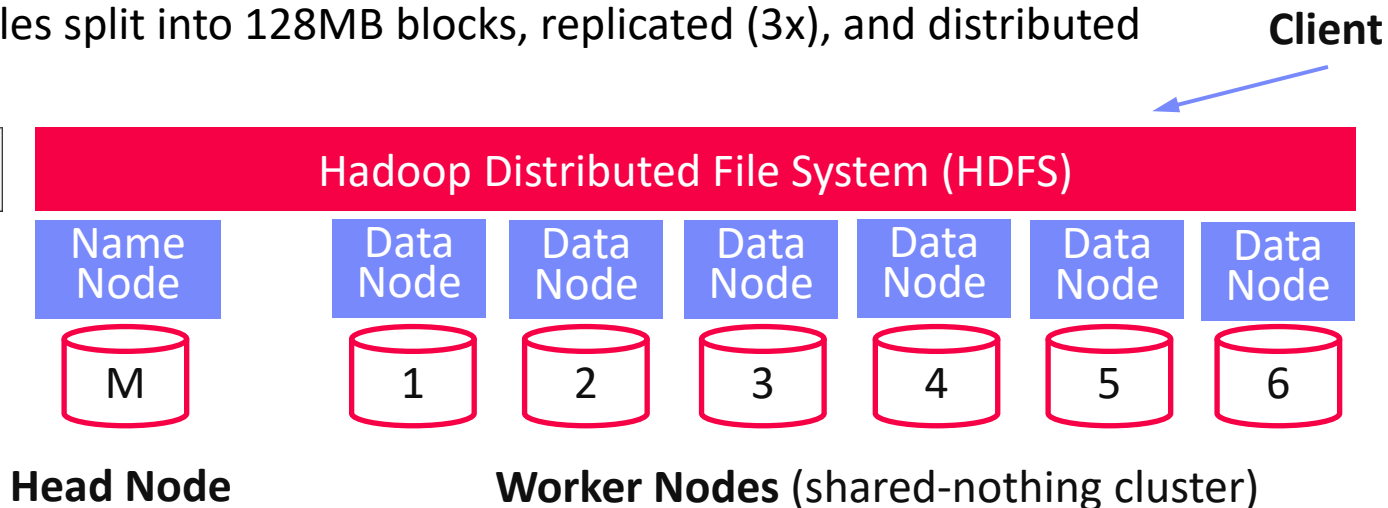 les split into 128MB blocks, replicated (3x), and distributed
Client
Hadoop Distributed File System (HDFS)
Name Node
Data Node
Data Node
Data Node
Data Node
Data Node
Data Node
M
1
2
3
4
5
6
Head Node
Worker Nodes (shared-nothing cluster)